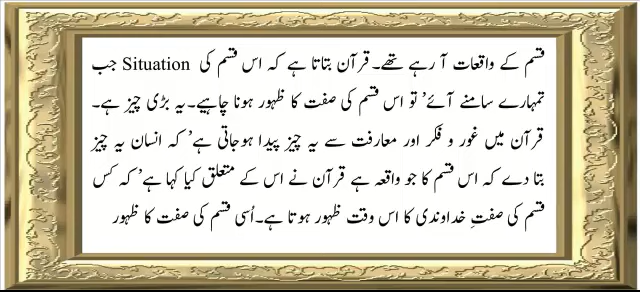 قسم کے واقعات آ رہے تھے۔ قرآن بتاتا ہے کہ اس قسم کی Situation جب
تمہارے سامنے آئے’ تو اس قسم کی صفت کا ظہور ہونا چاہیے۔ یہ بڑی چیز ہے۔
قرآن میں غور و فکر اور معارفت سے یہ چیز پیدا ہوجاتی ہے’ کہ انسان یہ چیز
بتا دے کہ اس قسم کا جو واقعہ ہے قرآن نے اس کے متعلق کیا کہا ہے’ کہ کس
قسم کی صفتِ خداوندی کا اس وقت ظہور ہوتا ہے۔ اُسی قسم کی صفت کا ظہور